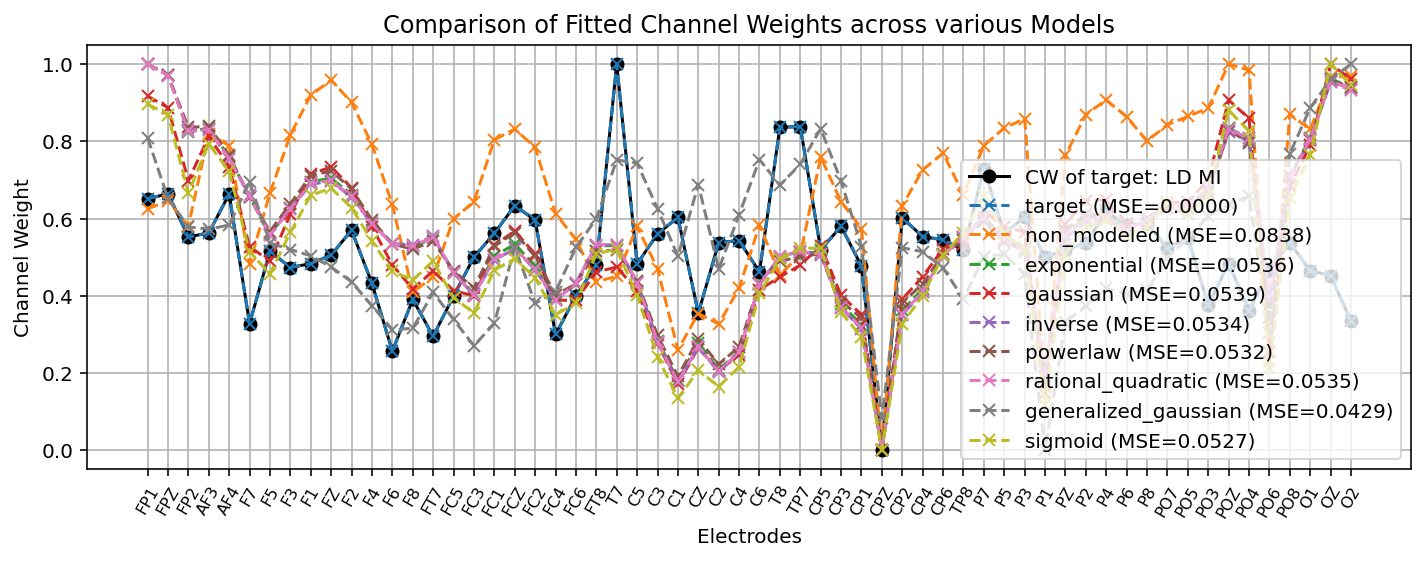 Comparison of Fitted Channel Weights across various Models
Channel Weight
1.0
0.8
0.6
0.4
0.2
0.0
CW of target: LD MI
target (MSE=0.0000)
non_modeled (MSE=0.0838)
exponential (MSE=0.0536)
gaussian (MSE=0.0539)
inverse (MSE=0.0534)
powerlaw (MSE=0.0532)
rational_quadratic (MSE=0.0535)
generalized_gaussian (MSE=0.0429)
sigmoid (MSE=0.0527)
FP1 FPZ FP2 AF3 AF4 F7 F5 F3 F1 FZ F2 F4 F6 F8 FT7 FC5 FC3 FC1 FCZ FC2 FC4 FC6 FT8 T7 C5 C3 C1 CZ C2 C4 C6 T8 TP7 CP5 CP3 CP1 CPZ CP2 CP4 CP6 TP8 P7 P5 P3 P1 PZ P2 P4 P6 P8 PO7 PO5 PO3 POZ PO4 PO6 PO8 O1 OZ O2
Electrodes